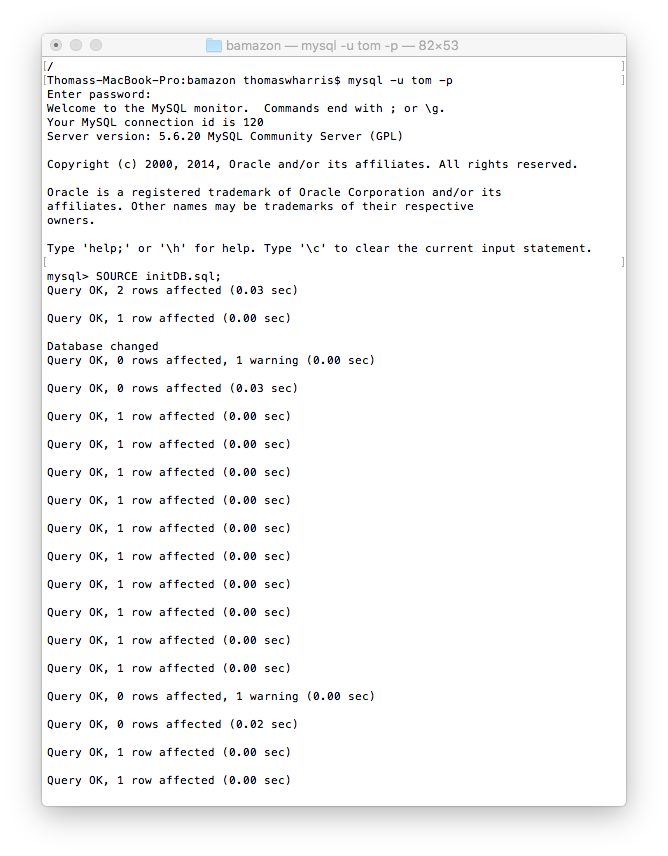 bamazon — mysql -u tom -p — 82×53
/
Thomass-MacBook-Pro:bamazon thomaswharris$ mysql -u tom -p
Enter password:
Welcome to the MySQL monitor.  Commands end with ; or \g.
Your MySQL connection id is 120
Server version: 5.6.20 MySQL Community Server (GPL)
Copyright (c) 2000, 2014, Oracle and/or its affiliates. All rights reserved.
Oracle is a registered trademark of Oracle Corporation and/or its
affiliates. Other names may be trademarks of their respective
owners.
Type 'help;' or '\h' for help. Type '\c' to clear the current input statement.
mysql> SOURCE initDB.sql;
Query OK, 2 rows affected (0.03 sec)
Query OK, 1 row affected (0.00 sec)
Database changed
Query OK, 0 rows affected, 1 warning (0.00 sec)
Query OK, 0 rows affected (0.03 sec)
Query OK, 1 row affected (0.00 sec)
Query OK, 1 row affected (0.00 sec)
Query OK, 1 row affected (0.00 sec)
Query OK, 1 row affected (0.00 sec)
Query OK, 1 row affected (0.00 sec)
Query OK, 1 row affected (0.00 sec)
Query OK, 1 row affected (0.00 sec)
Query OK, 1 row affected (0.00 sec)
Query OK, 1 row affected (0.00 sec)
Query OK, 1 row affected (0.00 sec)
Query OK, 0 rows affected, 1 warning (0.00 sec)
Query OK, 0 rows affected (0.02 sec)
Query OK, 1 row affected (0.00 sec)
Query OK, 1 row affected (0.00 sec)